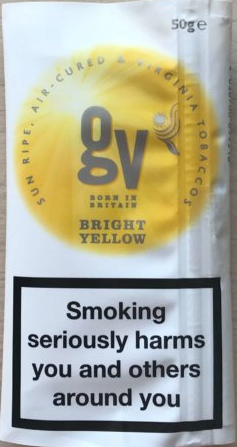 50g e
SUN RIPE, AIR-CURED & VIRGINIA TOBACCOS
gv
BORN IN
BRITAIN
BRIGHT
YELLOW
Smoking
seriously harms
you and others
around you